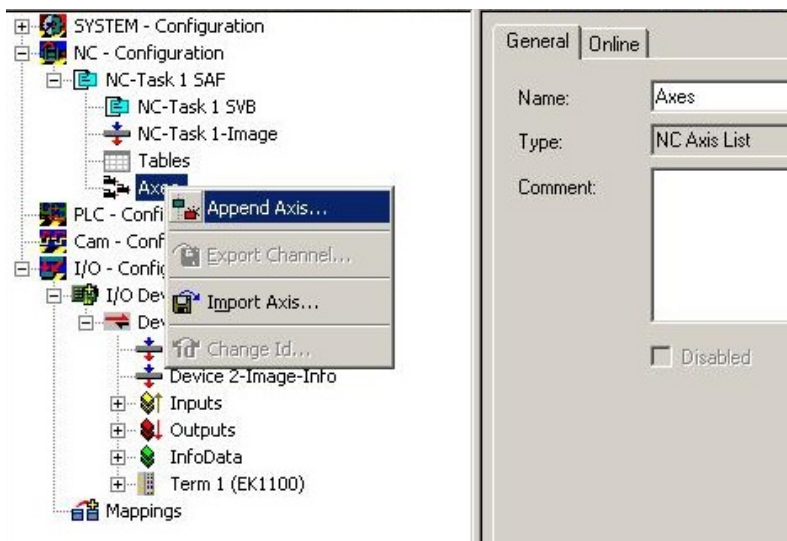 SYSTEM - Configuration
NC - Configuration
NC-Task 1 SAF
NC-Task 1 SVB
NC-Task 1-Image
Tables
Axes
Append Axis...
PLC - Confi
Export Channel...
Cam - Conf
I/O - Config
Import Axis...
I/O Dev
Dev
Change Id...
Device 2-Image-Info
Inputs
Outputs
InfoData
Term 1 (EK1100)
Mappings
General
Online
Name:
Axes
Type:
NC Axis List
Comment:
Disabled